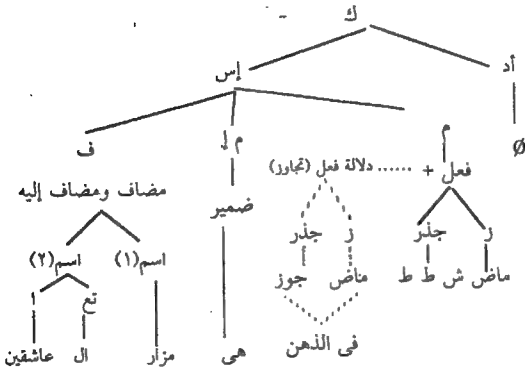 ك
أد إس
Ø م م إ ف
فعل + ...... دلالة فعل (تجاوز)
ضمير مضاف ومضاف إليه
ز جذر ز جذر اسم(١) اسم(٢)
تع ا
ماض ش ط ط مناض جوز
فى الذهن هى مزار ال عاشقين